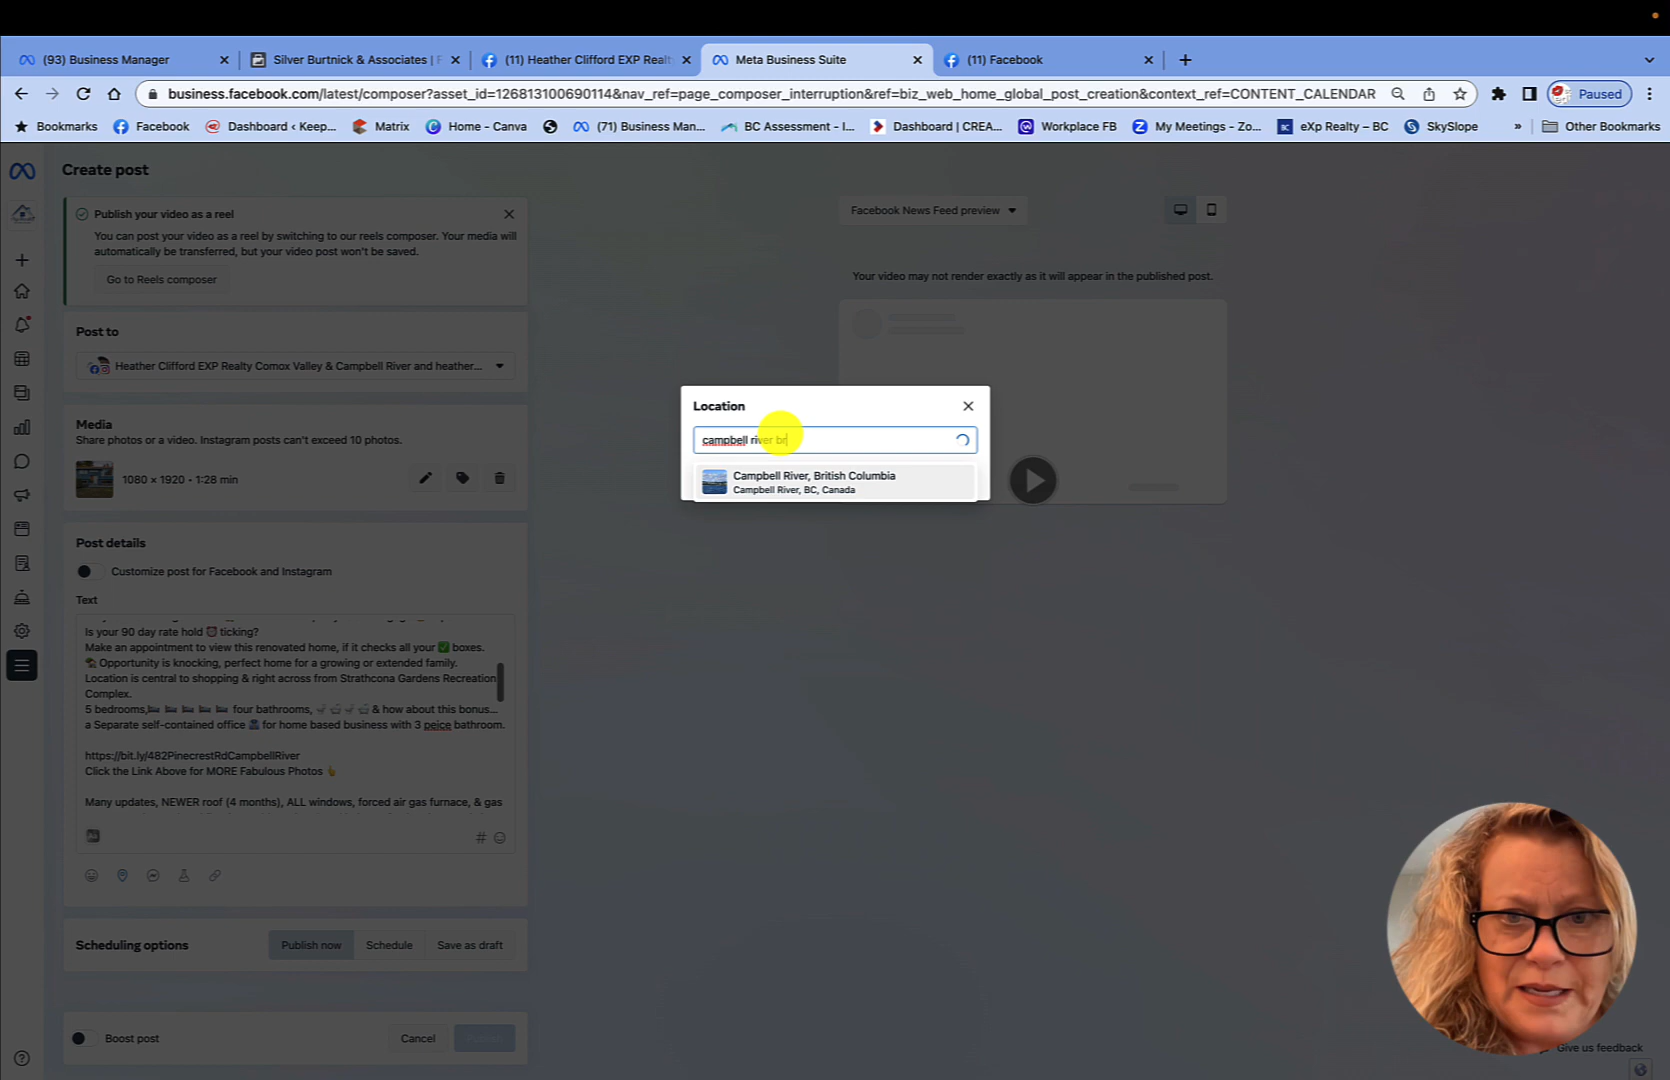 (93) Business Manager
Silver Burtnick & Associates | F
(11) Heather Clifford EXP Realt
Meta Business Suite
(11) Facebook
business.facebook.com/latest/composer?asset_id=126813100690114&nav_ref=page_composer_interruption&ref=biz_web_home_global_post_creation&context_ref=CONTENT_CALENDAR
Paused
Bookmarks
Facebook
Dashboard ‹ Keep...
Matrix
Home - Canva
(71) Business Man...
BC Assessment - I...
Dashboard | CREA...
Workplace FB
My Meetings - Zo...
eXp Realty – BC
SkySlope
»
Other Bookmarks
Create post
Publish your video as a reel
You can post your video as a reel by switching to our reels composer. Your media will
automatically be transferred, but your video post won't be saved.
Go to Reels composer
Facebook News Feed preview
Your video may not render exactly as it will appear in the published post.
Post to
Heather Clifford EXP Realty Comox Valley & Campbell River and heather...
Media
Share photos or a video. Instagram posts can't exceed 10 photos.
1080 × 1920 • 1:28 min
Location
campbell river br
Campbell River, British Columbia
Campbell River, BC, Canada
Post details
Customize post for Facebook and Instagram
Text
Is your 90 day rate hold ⏰ ticking?
Make an appointment to view this renovated home, if it checks all your ✅ boxes.
🏚 Opportunity is knocking, perfect home for a growing or extended family.
Location is central to shopping & right across from Strathcona Gardens Recreation
Complex.
5 bedrooms,🛏 🛏 🛏 🛏 🛏 four bathrooms, 🚽🛁🚽🛁& how about this bonus...
a Separate self-contained office for home based business with 3 peice bathroom.
https://bit.ly/482PinecrestRdCampbellRiver
Click the Link Above for MORE Fabulous Photos 👆
Many updates, NEWER roof (4 months), ALL windows, forced air gas furnace, & gas
#
Scheduling options
Publish now
Schedule
Save as draft
Boost post
Cancel
Give us feedback